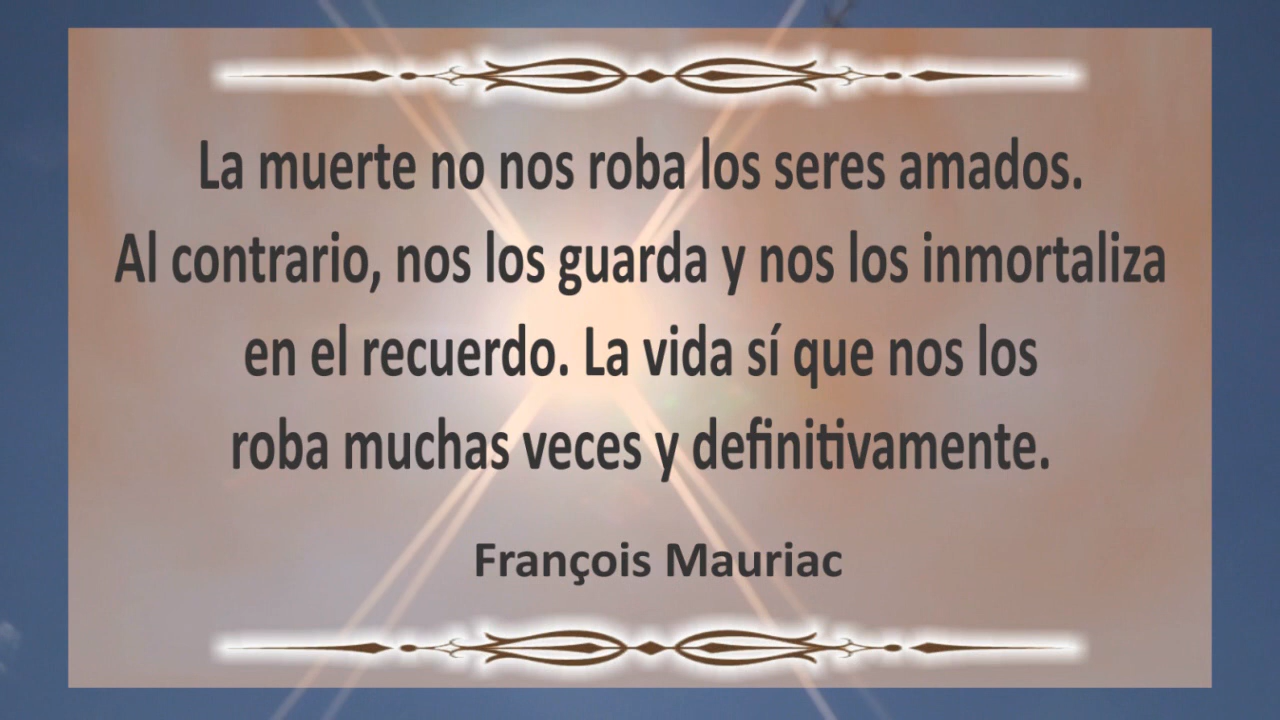 La muerte no nos roba los seres amados.
Al contrario, nos los guarda y nos los inmortaliza
en el recuerdo. La vida sí que nos los
roba muchas veces y definitivamente.
François Mauriac